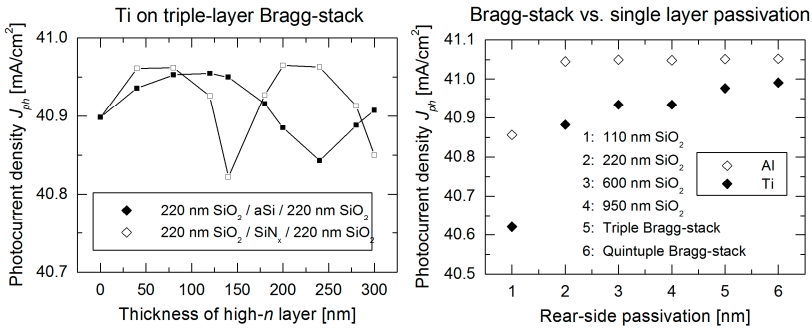 Ti on triple-layer Bragg-stack
Photocurrent density J_ph [mA/cm²]
41.0
40.9
40.8
40.7
220 nm SiO₂ / aSi / 220 nm SiO₂
220 nm SiO₂ / SiNₓ / 220 nm SiO₂
0 50 100 150 200 250 300
Thickness of high-n layer [nm]
Bragg-stack vs. single layer passivation
Photocurrent density J_ph [mA/cm²]
41.1
41.0
40.9
40.8
40.7
40.6
40.5
1: 110 nm SiO₂
2: 220 nm SiO₂
3: 600 nm SiO₂
4: 950 nm SiO₂
5: Triple Bragg-stack
6: Quintuple Bragg-stack
Al
Ti
1 2 3 4 5 6
Rear-side passivation [nm]